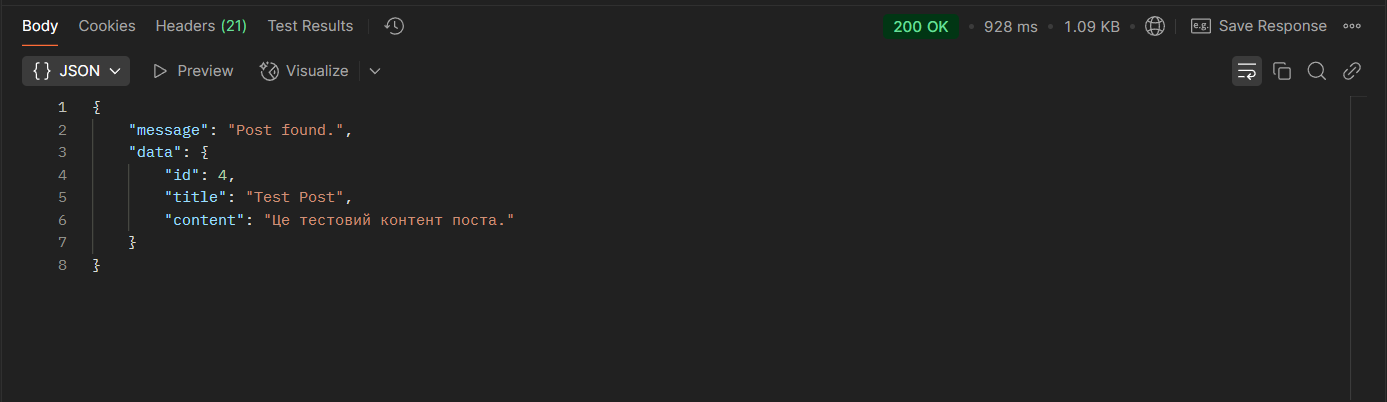 Body Cookies Headers (21) Test Results 200 OK • 928 ms • 1.09 KB • e.g. Save Response
{} JSON Preview Visualize
1 {
2 "message": "Post found.",
3 "data": {
4 "id": 4,
5 "title": "Test Post",
6 "content": "Це тестовий контент поста."
7 }
8 }